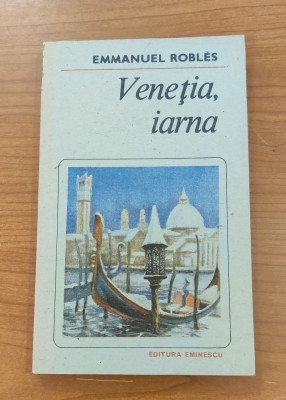 EMMANUEL ROBLÈS
Veneţia,
iarna
EDITURA EMINESCU